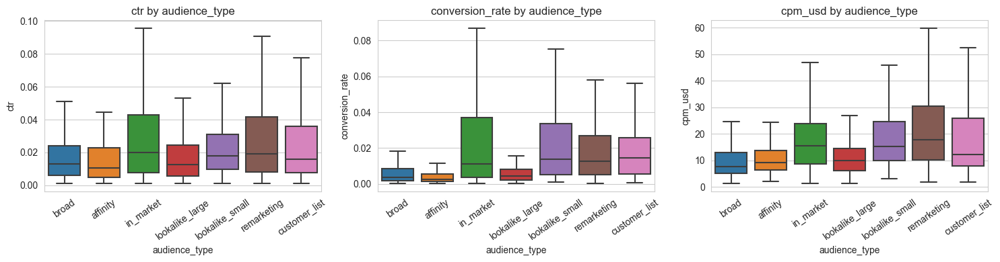 ctr by audience_type
ctr
0.10
0.08
0.06
0.04
0.02
0.00
broad
affinity
in_market
lookalike_large
lookalike_small
remarketing
customer_list
audience_type
conversion_rate by audience_type
conversion_rate
0.08
0.06
0.04
0.02
0.00
broad
affinity
in_market
lookalike_large
lookalike_small
remarketing
customer_list
audience_type
cpm_usd by audience_type
cpm_usd
60
50
40
30
20
10
0
broad
affinity
in_market
lookalike_large
lookalike_small
remarketing
customer_list
audience_type